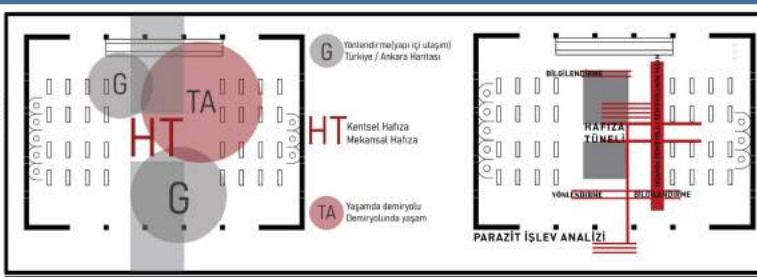 G
TA
HT
G
G
Yönlendirme(yapı içi ulaşım)
Türkiye / Ankara Haritası
HT
Kentsel Hafıza
Mekansal Hafıza
TA
Yaşamda demiryolu
Demiryolunda yaşam
BİLGİLENDİRME
HAFIZA
TÜNELİ
YÖNLENDİRME
BİLGİLENDİRME
PARAZİT İŞLEV ANALİZİ